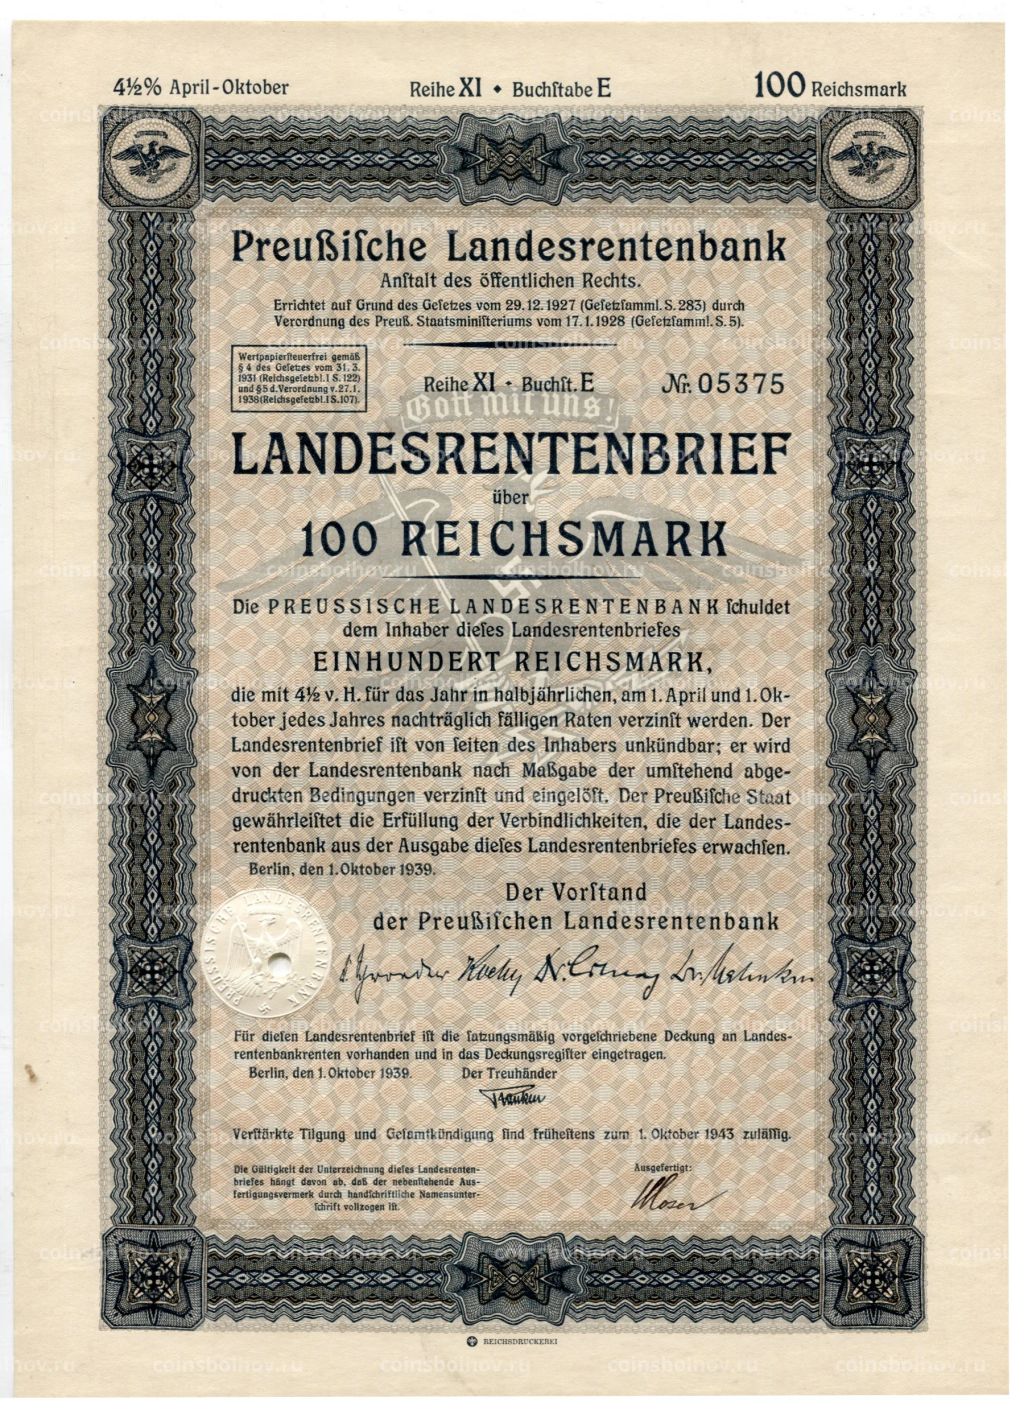 4½% April-Oktober Reihe XI • Buchſtabe E 100 Reichsmark
Preußiſche Landesrentenbank
Anſtalt des öffentlichen Rechts.
Errichtet auf Grund des Geſetzes vom 29.12.1927 (Geſetzſamml. S. 283) durch
Verordnung des Preuß. Staatsminiſteriums vom 17.1.1928 (Geſetzſamml. S. 5).
Wertpapierſteuerfrei gemäß
§ 4 des Geſetzes vom 31. 3.
1931 (Reichsgeſetzbl. I S. 122)
und § 5 d. Verordnung v. 27.1.
1938 (Reichsgeſetzbl. I S. 107).
Reihe XI • Buchſt. E Nr. 05375
Gott mit uns!
LANDESRENTENBRIEF
über
100 REICHSMARK
Die PREUSSISCHE LANDESRENTENBANK ſchuldet
dem Inhaber dieſes Landesrentenbriefes
EINHUNDERT REICHSMARK,
die mit 4½ v. H. für das Jahr in halbjährlichen, am 1. April und 1. Ok-
tober jedes Jahres nachträglich fälligen Raten verzinſt werden. Der
Landesrentenbrief iſt von ſeiten des Inhabers unkündbar; er wird
von der Landesrentenbank nach Maßgabe der umſtehend abge-
druckten Bedingungen verzinſt und eingelöſt. Der Preußiſche Staat
gewährleiſtet die Erfüllung der Verbindlichkeiten, die der Landes-
rentenbank aus der Ausgabe dieſes Landesrentenbriefes erwachſen.
Berlin, den 1. Oktober 1939.
Der Vorſtand
der Preußiſchen Landesrentenbank
PREUSSISCHE LANDESRENTENBANK
Für dieſen Landesrentenbrief iſt die ſatzungsmäßig vorgeſchriebene Deckung an Landes-
rentenbankrenten vorhanden und in das Deckungsregiſter eingetragen.
Berlin, den 1. Oktober 1939. Der Treuhänder
Verſtärkte Tilgung und Geſamtkündigung ſind früheſtens zum 1. Oktober 1943 zuläſſig.
Die Gültigkeit der Unterzeichnung dieſes Landesrenten-
briefes hängt davon ab, daß der nebenſtehende Aus-
fertigungsvermerk durch handſchriftliche Namensunter-
ſchrift vollzogen iſt.
Ausgefertigt:
Moser
REICHSDRUCKEREI
coinsbolhov.ru